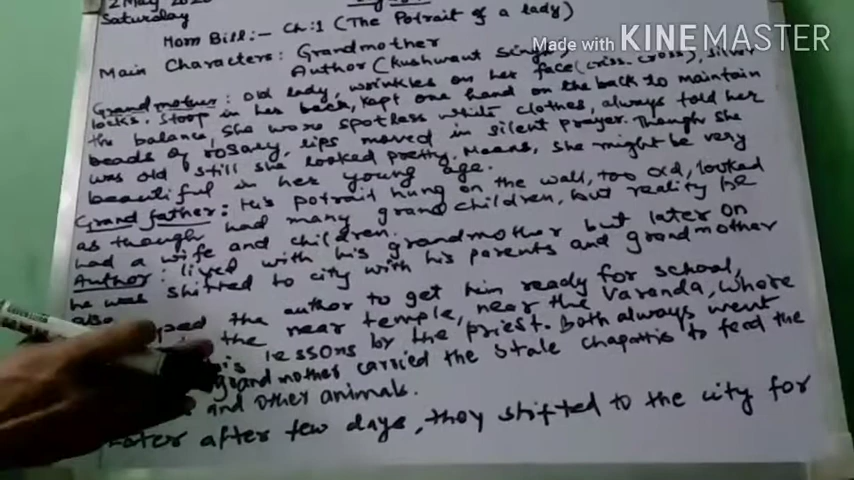 2 May 20
Saturday
Horn Bill:- Ch:1 (The Potrait of a lady)
Main Characters: Grandmother
Author (Kushwant Singh
Made with KINEMASTER
Grandmother: old lady, wrinkles on her face (criss. cross), silver
locks. Stoop in her back, kept one hand on the back to maintain
the balance, she wore spotless white clothes, always told her
beads of rosary, lips moved in silent prayer. Though she
was old still she looked pretty. Means, she might be very
beautiful in her young age.
Grand father: His potrait hung on the wall, too old, looked
as though had many grand children, but reality he
had a wife and children.
Author: lived with his grandmother but later on
he was shifted to city with his parents and grandmother
also
the author to get him ready for school,
the near temple, near the Varanda, where
lessons by the priest. Both always went
grandmother carried the stale chapattis to feed the
and other animals.
Later after few days, they shifted to the city for